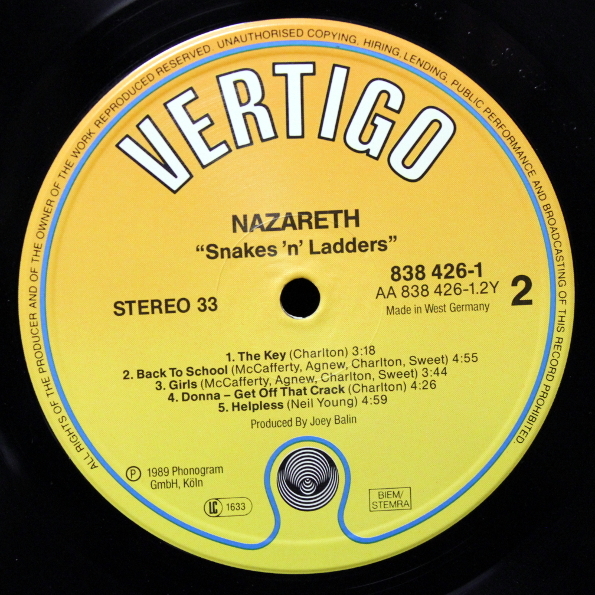 ALL RIGHTS OF THE PRODUCER AND OF THE OWNER OF THE WORK REPRODUCED RESERVED. UNAUTHORISED COPYING, HIRING, LENDING, PUBLIC PERFORMANCE AND BROADCASTING OF THIS RECORD PROHIBITED.
VERTIGO
NAZARETH
“Snakes ’n’ Ladders”
STEREO 33
838 426-1
AA 838 426-1.2Y
2
Made in West Germany
1. The Key (Charlton) 3:18
2. Back To School (McCafferty, Agnew, Charlton, Sweet) 4:55
3. Girls (McCafferty, Agnew, Charlton, Sweet) 3:44
4. Donna – Get Off That Crack (Charlton) 4:26
5. Helpless (Neil Young) 4:59
Produced By Joey Balin
Ⓟ 1989 Phonogram
GmbH, Köln
LC 1633
BIEM/
STEMRA